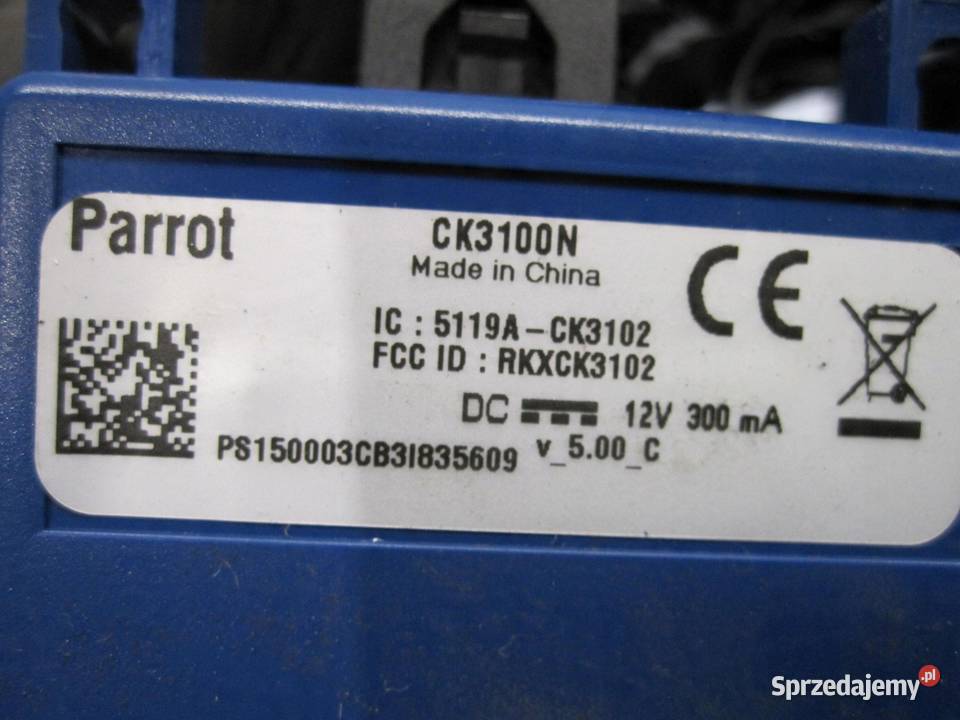 Parrot
CK3100N
Made in China
CE
IC : 5119A-CK3102
FCC ID : RKXCK3102
DC 12V 300 mA
PS150003CB3I835609 v_5.00_C
Sprzedajemy.pl